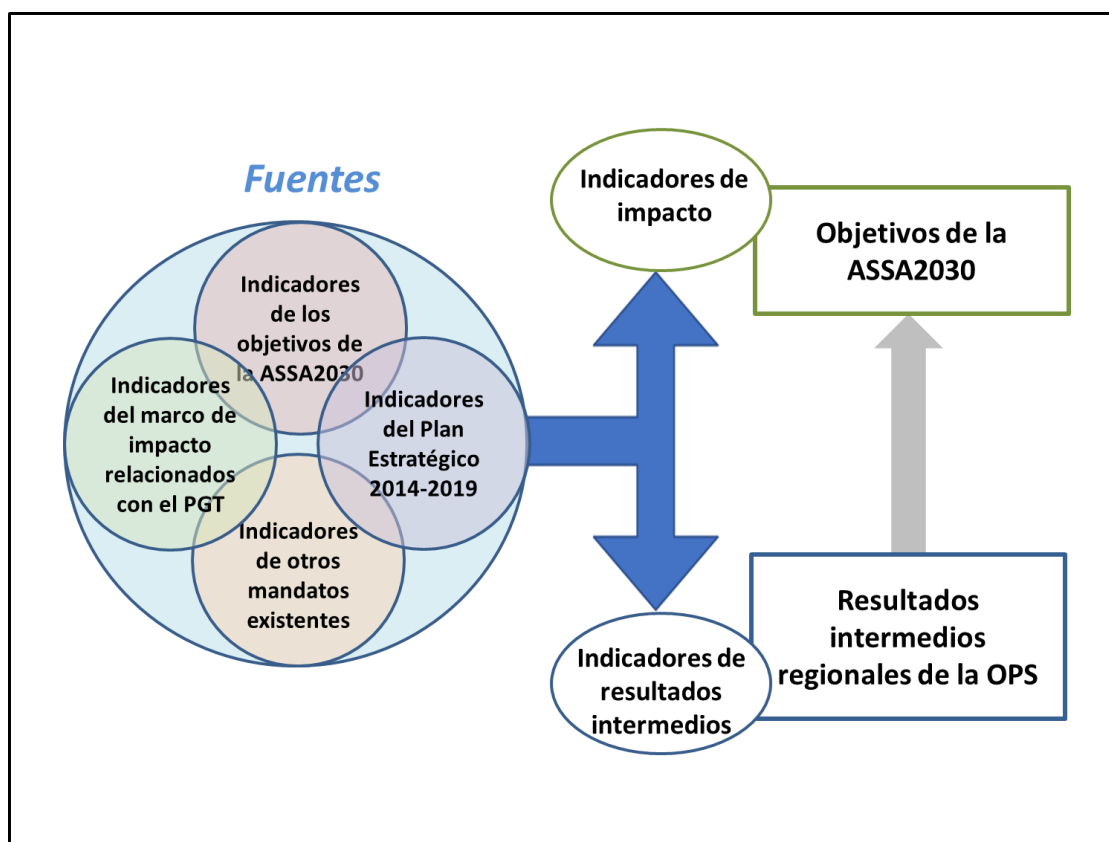 Fuentes
Indicadores
de los
objetivos de
la ASSA2030
Indicadores
del marco de
impacto
relacionados
con el PGT
Indicadores
del Plan
Estratégico
2014-2019
Indicadores
de otros
mandatos
existentes
Indicadores de
impacto
Objetivos de la
ASSA2030
Indicadores de
resultados
intermedios
Resultados
intermedios
regionales de la OPS